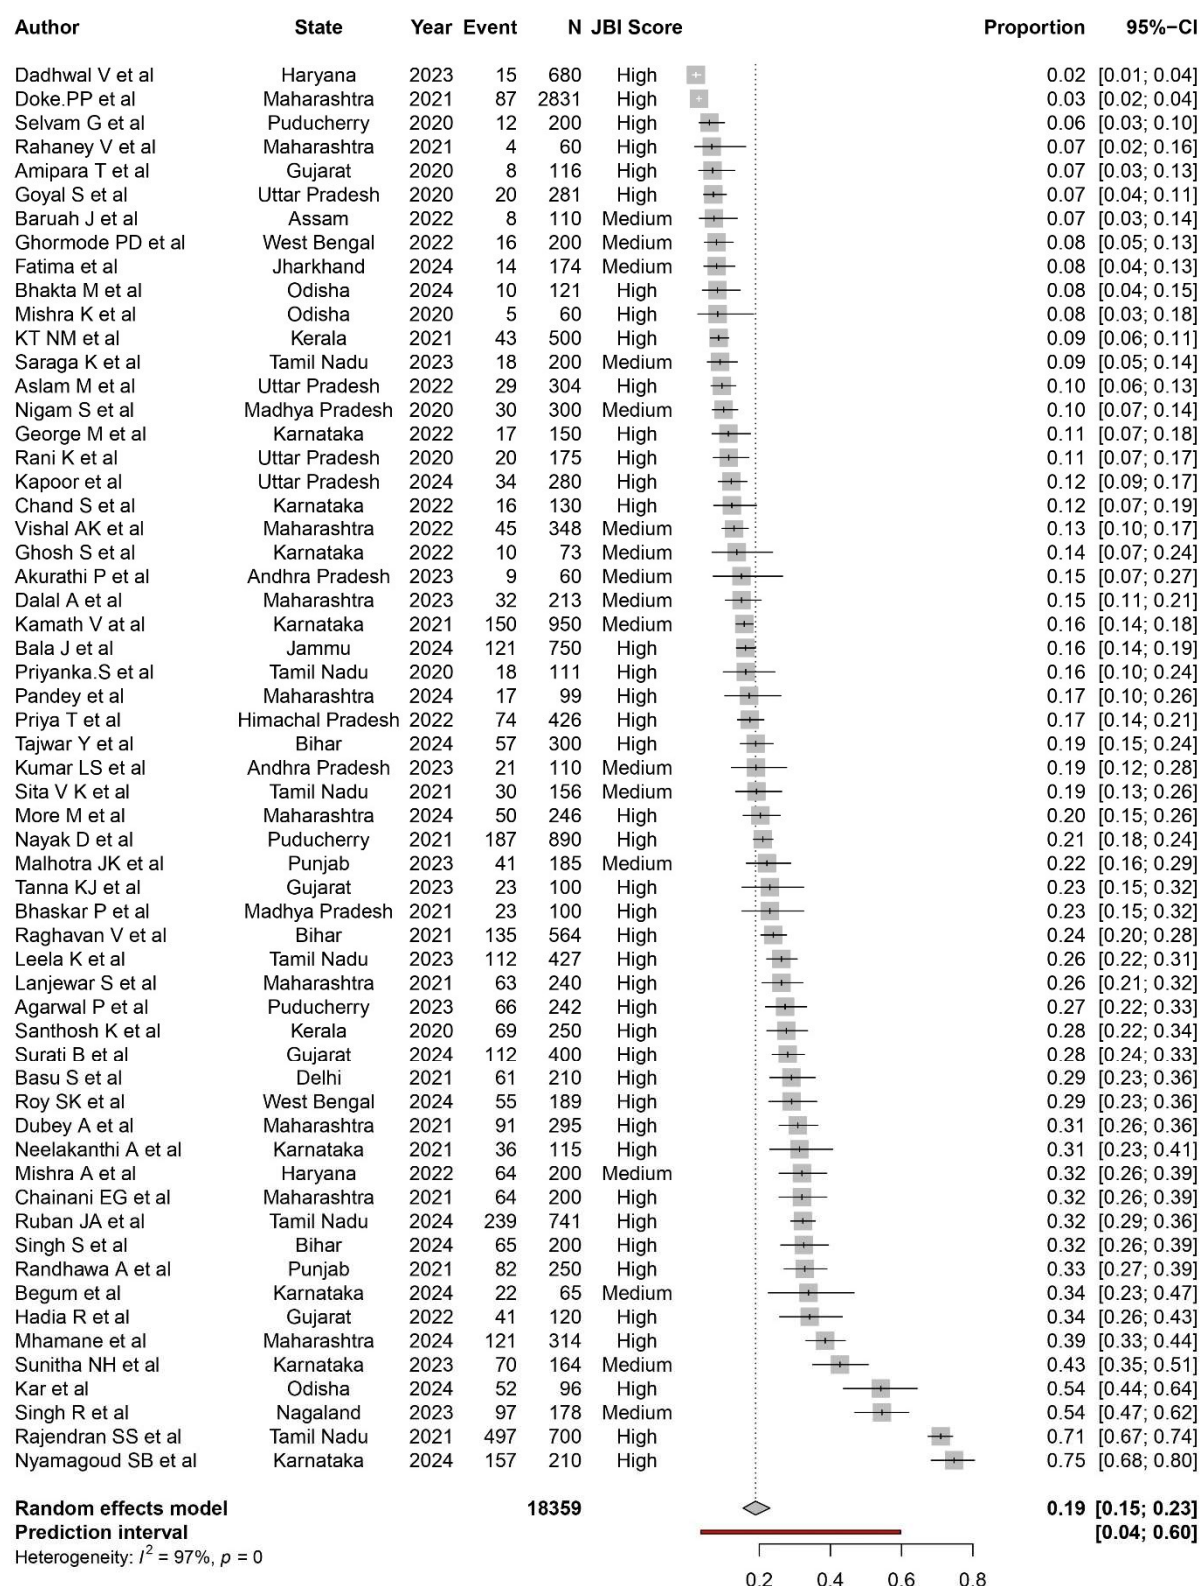 Author State Year Event N JBI Score Proportion 95%−CI
Dadhwal V et al Haryana 2023 15 680 High 0.02 [0.01; 0.04]
Doke.PP et al Maharashtra 2021 87 2831 High 0.03 [0.02; 0.04]
Selvam G et al Puducherry 2020 12 200 High 0.06 [0.03; 0.10]
Rahaney V et al Maharashtra 2021 4 60 High 0.07 [0.02; 0.16]
Amipara T et al Gujarat 2020 8 116 High 0.07 [0.03; 0.13]
Goyal S et al Uttar Pradesh 2020 20 281 High 0.07 [0.04; 0.11]
Baruah J et al Assam 2022 8 110 Medium 0.07 [0.03; 0.14]
Ghormode PD et al West Bengal 2022 16 200 Medium 0.08 [0.05; 0.13]
Fatima et al Jharkhand 2024 14 174 Medium 0.08 [0.04; 0.13]
Bhakta M et al Odisha 2024 10 121 High 0.08 [0.04; 0.15]
Mishra K et al Odisha 2020 5 60 High 0.08 [0.03; 0.18]
KT NM et al Kerala 2021 43 500 High 0.09 [0.06; 0.11]
Saraga K et al Tamil Nadu 2023 18 200 Medium 0.09 [0.05; 0.14]
Aslam M et al Uttar Pradesh 2022 29 304 High 0.10 [0.06; 0.13]
Nigam S et al Madhya Pradesh 2020 30 300 Medium 0.10 [0.07; 0.14]
George M et al Karnataka 2022 17 150 High 0.11 [0.07; 0.18]
Rani K et al Uttar Pradesh 2020 20 175 High 0.11 [0.07; 0.17]
Kapoor et al Uttar Pradesh 2024 34 280 High 0.12 [0.09; 0.17]
Chand S et al Karnataka 2022 16 130 High 0.12 [0.07; 0.19]
Vishal AK et al Maharashtra 2022 45 348 Medium 0.13 [0.10; 0.17]
Ghosh S et al Karnataka 2022 10 73 Medium 0.14 [0.07; 0.24]
Akurathi P et al Andhra Pradesh 2023 9 60 Medium 0.15 [0.07; 0.27]
Dalal A et al Maharashtra 2023 32 213 Medium 0.15 [0.11; 0.21]
Kamath V at al Karnataka 2021 150 950 Medium 0.16 [0.14; 0.18]
Bala J et al Jammu 2024 121 750 High 0.16 [0.14; 0.19]
Priyanka.S et al Tamil Nadu 2020 18 111 High 0.16 [0.10; 0.24]
Pandey et al Maharashtra 2024 17 99 High 0.17 [0.10; 0.26]
Priya T et al Himachal Pradesh 2022 74 426 High 0.17 [0.14; 0.21]
Tajwar Y et al Bihar 2024 57 300 High 0.19 [0.15; 0.24]
Kumar LS et al Andhra Pradesh 2023 21 110 Medium 0.19 [0.12; 0.28]
Sita V K et al Tamil Nadu 2021 30 156 Medium 0.19 [0.13; 0.26]
More M et al Maharashtra 2024 50 246 High 0.20 [0.15; 0.26]
Nayak D et al Puducherry 2021 187 890 High 0.21 [0.18; 0.24]
Malhotra JK et al Punjab 2023 41 185 Medium 0.22 [0.16; 0.29]
Tanna KJ et al Gujarat 2023 23 100 High 0.23 [0.15; 0.32]
Bhaskar P et al Madhya Pradesh 2021 23 100 High 0.23 [0.15; 0.32]
Raghavan V et al Bihar 2021 135 564 High 0.24 [0.20; 0.28]
Leela K et al Tamil Nadu 2023 112 427 High 0.26 [0.22; 0.31]
Lanjewar S et al Maharashtra 2021 63 240 High 0.26 [0.21; 0.32]
Agarwal P et al Puducherry 2023 66 242 High 0.27 [0.22; 0.33]
Santhosh K et al Kerala 2020 69 250 High 0.28 [0.22; 0.34]
Surati B et al Gujarat 2024 112 400 High 0.28 [0.24; 0.33]
Basu S et al Delhi 2021 61 210 High 0.29 [0.23; 0.36]
Roy SK et al West Bengal 2024 55 189 High 0.29 [0.23; 0.36]
Dubey A et al Maharashtra 2021 91 295 High 0.31 [0.26; 0.36]
Neelakanthi A et al Karnataka 2021 36 115 High 0.31 [0.23; 0.41]
Mishra A et al Haryana 2022 64 200 Medium 0.32 [0.26; 0.39]
Chainani EG et al Maharashtra 2021 64 200 High 0.32 [0.26; 0.39]
Ruban JA et al Tamil Nadu 2024 239 741 High 0.32 [0.29; 0.36]
Singh S et al Bihar 2024 65 200 High 0.32 [0.26; 0.39]
Randhawa A et al Punjab 2021 82 250 High 0.33 [0.27; 0.39]
Begum et al Karnataka 2024 22 65 Medium 0.34 [0.23; 0.47]
Hadia R et al Gujarat 2022 41 120 High 0.34 [0.26; 0.43]
Mhamane et al Maharashtra 2024 121 314 High 0.39 [0.33; 0.44]
Sunitha NH et al Karnataka 2023 70 164 Medium 0.43 [0.35; 0.51]
Kar et al Odisha 2024 52 96 High 0.54 [0.44; 0.64]
Singh R et al Nagaland 2023 97 178 Medium 0.54 [0.47; 0.62]
Rajendran SS et al Tamil Nadu 2021 497 700 High 0.71 [0.67; 0.74]
Nyamagoud SB et al Karnataka 2024 157 210 High 0.75 [0.68; 0.80]
Random effects model 18359 0.19 [0.15; 0.23]
Prediction interval [0.04; 0.60]
Heterogeneity: I² = 97%, p = 0
0.2 0.4 0.6 0.8